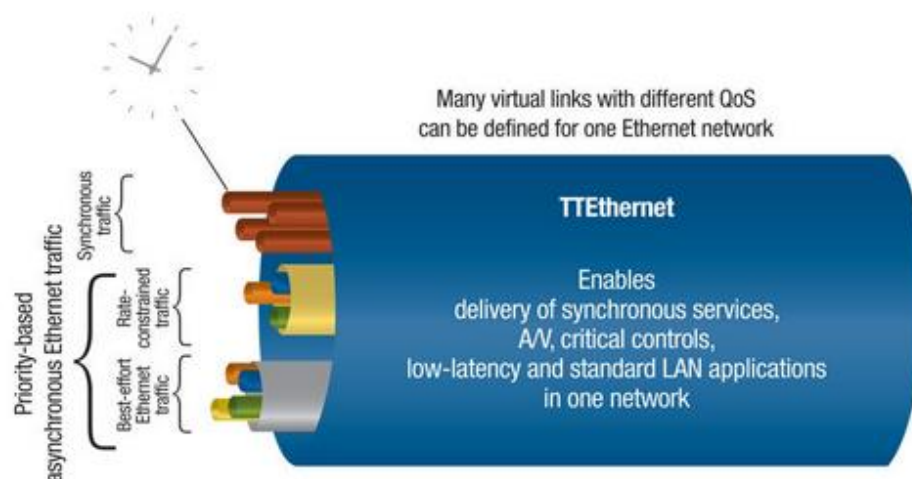 Many virtual links with different QoS
can be defined for one Ethernet network
TTEthernet
Enables
delivery of synchronous services,
A/V, critical controls,
low-latency and standard LAN applications
in one network
Synchronous
traffic
Priority-based
asynchronous Ethernet traffic
Rate-
constrained
traffic
Best-effort
Ethernet
traffic